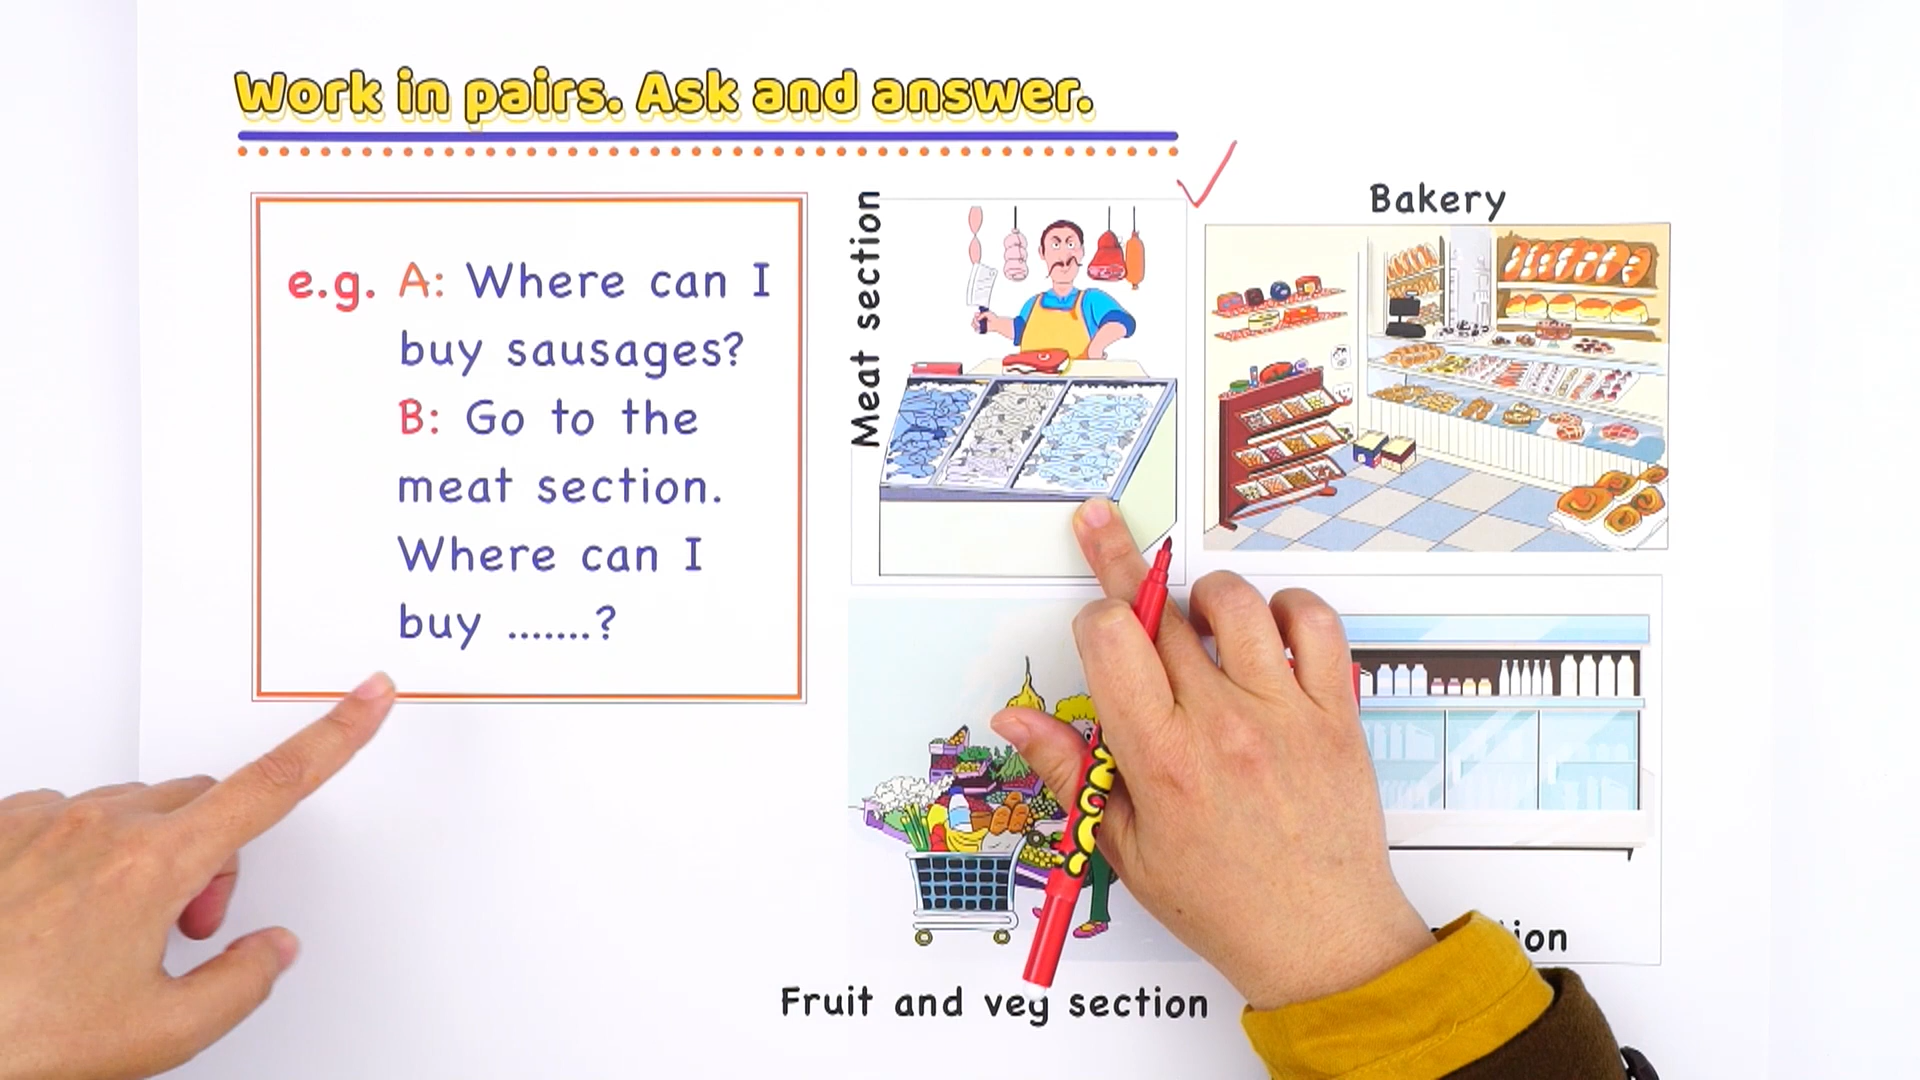 Work in pairs. Ask and answer.
e.g. A: Where can I
buy sausages?
B: Go to the
meat section.
Where can I
buy .......?
Meat section
Bakery
Fruit and veg section